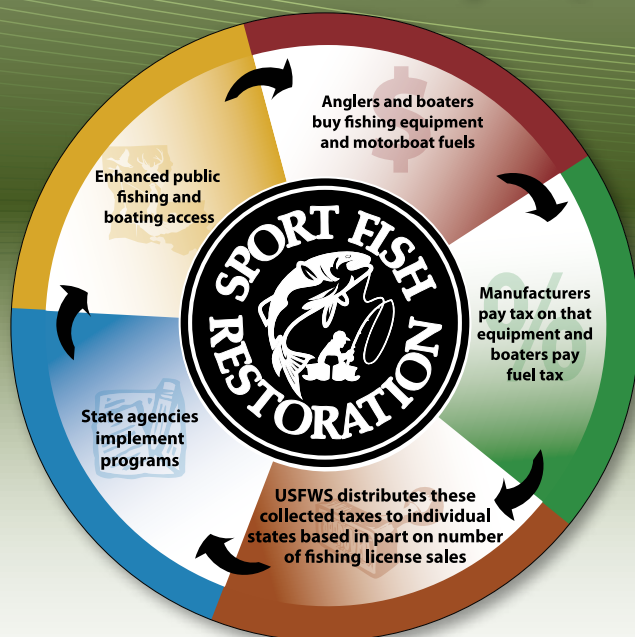 Anglers and boaters
buy fishing equipment
and motorboat fuels
Manufacturers
pay tax on that
equipment and
boaters pay
fuel tax
USFWS distributes these
collected taxes to individual
states based in part on number
of fishing license sales
State agencies
implement
programs
Enhanced public
fishing and
boating access
SPORT FISH
RESTORATION
$
%